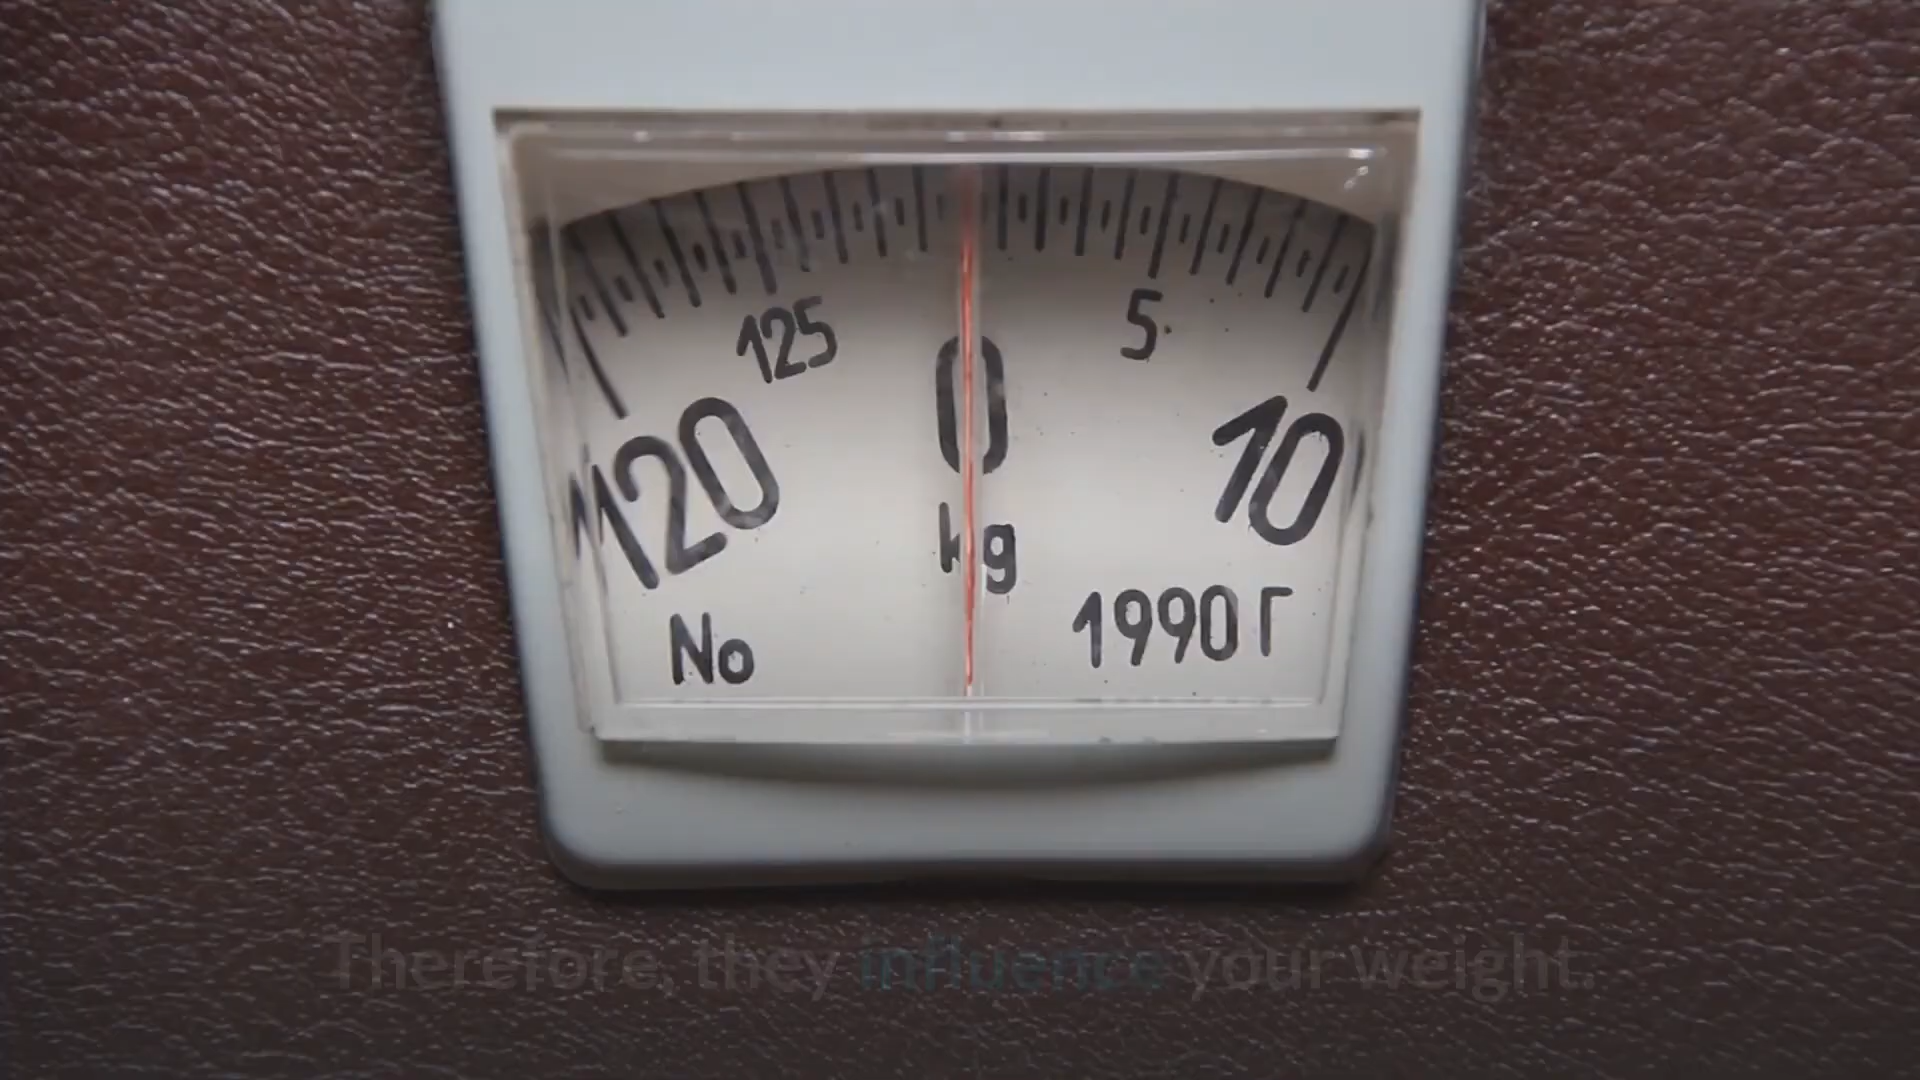 125 5
120 0 10
kg
No 1990 Г
Therefore, they influence your weight.